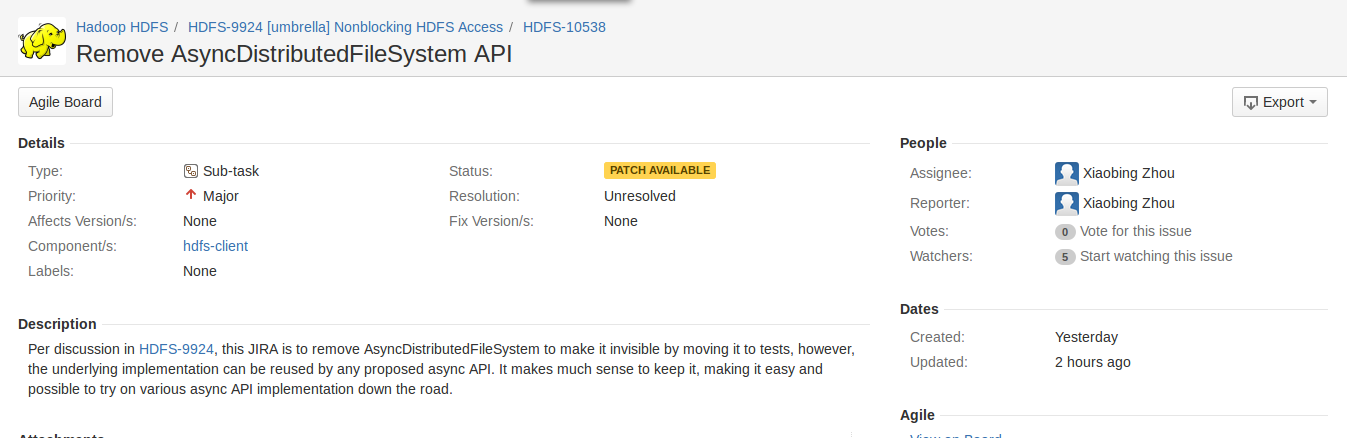 Hadoop HDFS / HDFS-9924 [umbrella] Nonblocking HDFS Access / HDFS-10538
Remove AsyncDistributedFileSystem API
Agile Board
Export
Details
Type: Sub-task
Status: PATCH AVAILABLE
Priority: Major
Resolution: Unresolved
Affects Version/s: None
Fix Version/s: None
Component/s: hdfs-client
Labels: None
Description
Per discussion in HDFS-9924, this JIRA is to remove AsyncDistributedFileSystem to make it invisible by moving it to tests, however,
the underlying implementation can be reused by any proposed async API. It makes much sense to keep it, making it easy and
possible to try on various async API implementation down the road.
Attachments
People
Assignee: Xiaobing Zhou
Reporter: Xiaobing Zhou
Votes: 0 Vote for this issue
Watchers: 5 Start watching this issue
Dates
Created: Yesterday
Updated: 2 hours ago
Agile
View on Board